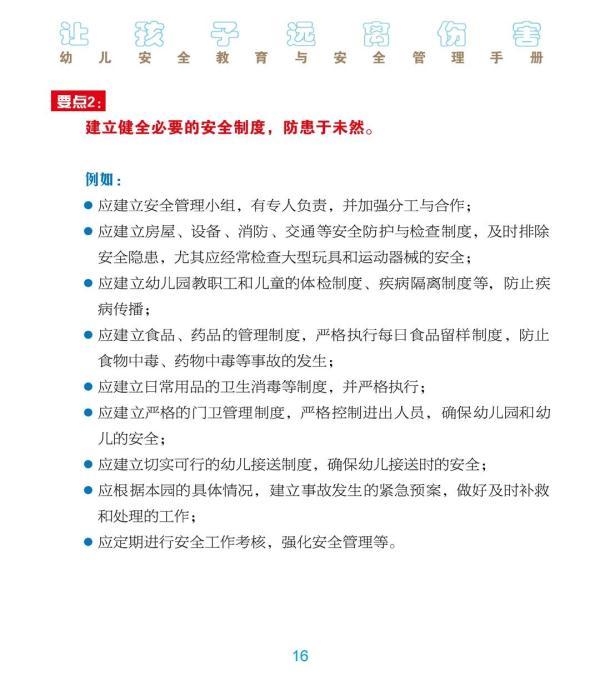 让孩子远离伤害
幼儿安全教育与安全管理手册
要点2：
建立健全必要的安全制度，防患于未然。
例如：
●应建立安全管理小组，有专人负责，并加强分工与合作；
●应建立房屋、设备、消防、交通等安全防护与检查制度，及时排除
安全隐患，尤其应经常检查大型玩具和运动器械的安全；
●应建立幼儿园教职工和儿童的体检制度、疾病隔离制度等，防止疾
病传播；
●应建立食品、药品的管理制度，严格执行每日食品留样制度，防止
食物中毒、药物中毒等事故的发生；
●应建立日常用品的卫生消毒等制度，并严格执行；
●应建立严格的门卫管理制度，严格控制进出人员，确保幼儿园和幼
儿的安全；
●应建立切实可行的幼儿接送制度，确保幼儿接送时的安全；
●应根据本园的具体情况，建立事故发生的紧急预案，做好及时补救
和处理的工作；
●应定期进行安全工作考核，强化安全管理等。
16